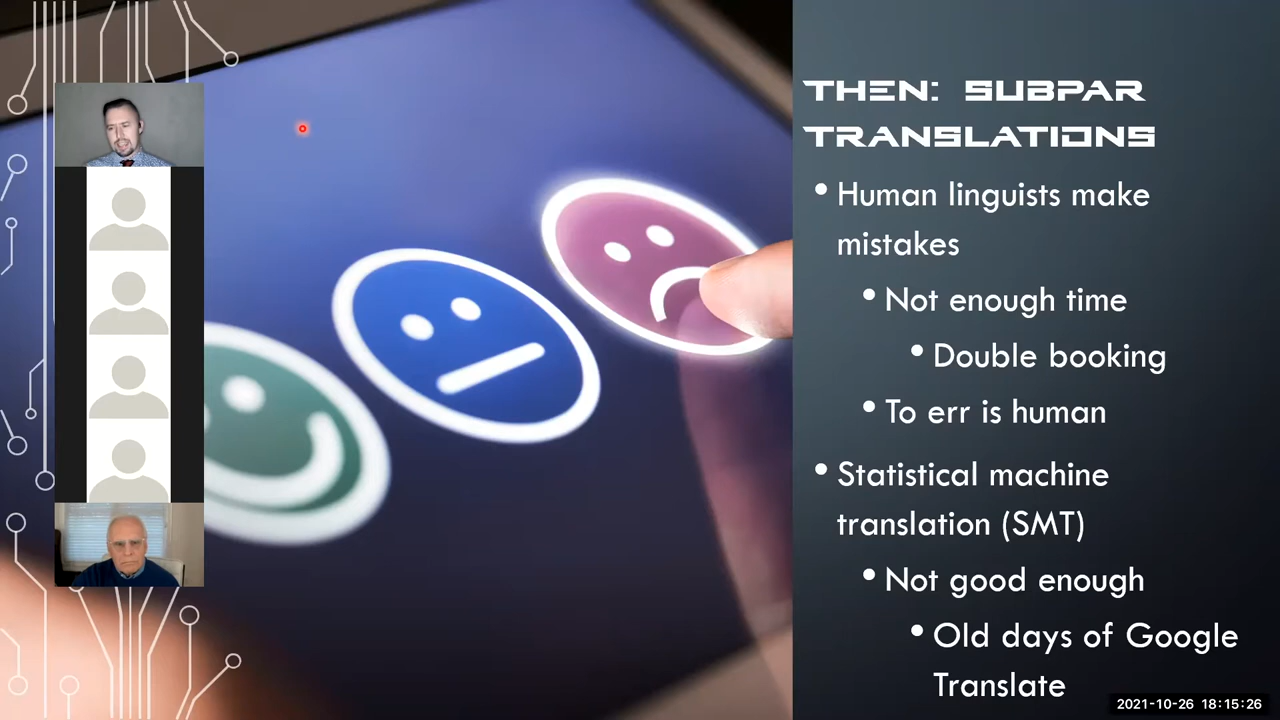 THEN: SUBPAR
TRANSLATIONS
• Human linguists make
mistakes
• Not enough time
• Double booking
• To err is human
• Statistical machine
translation (SMT)
• Not good enough
• Old days of Google
Translate
2021-10-26 18:15:26